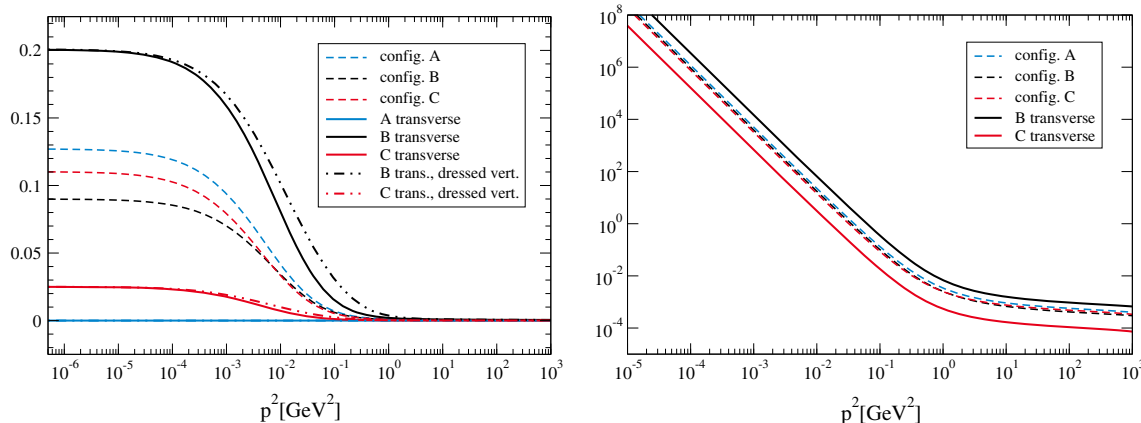 0.2
0.15
0.1
0.05
0
config. A
config. B
config. C
A transverse
B transverse
C transverse
B trans., dressed vert.
C trans., dressed vert.
10^-6 10^-5 10^-4 10^-3 10^-2 10^-1 10^0 10^1 10^2 10^3
p^2[GeV^2]
10^8
10^6
10^4
10^2
10^0
10^-2
10^-4
config. A
config. B
config. C
B transverse
C transverse
10^-5 10^-4 10^-3 10^-2 10^-1 10^0 10^1 10^2 10^3
p^2[GeV^2]